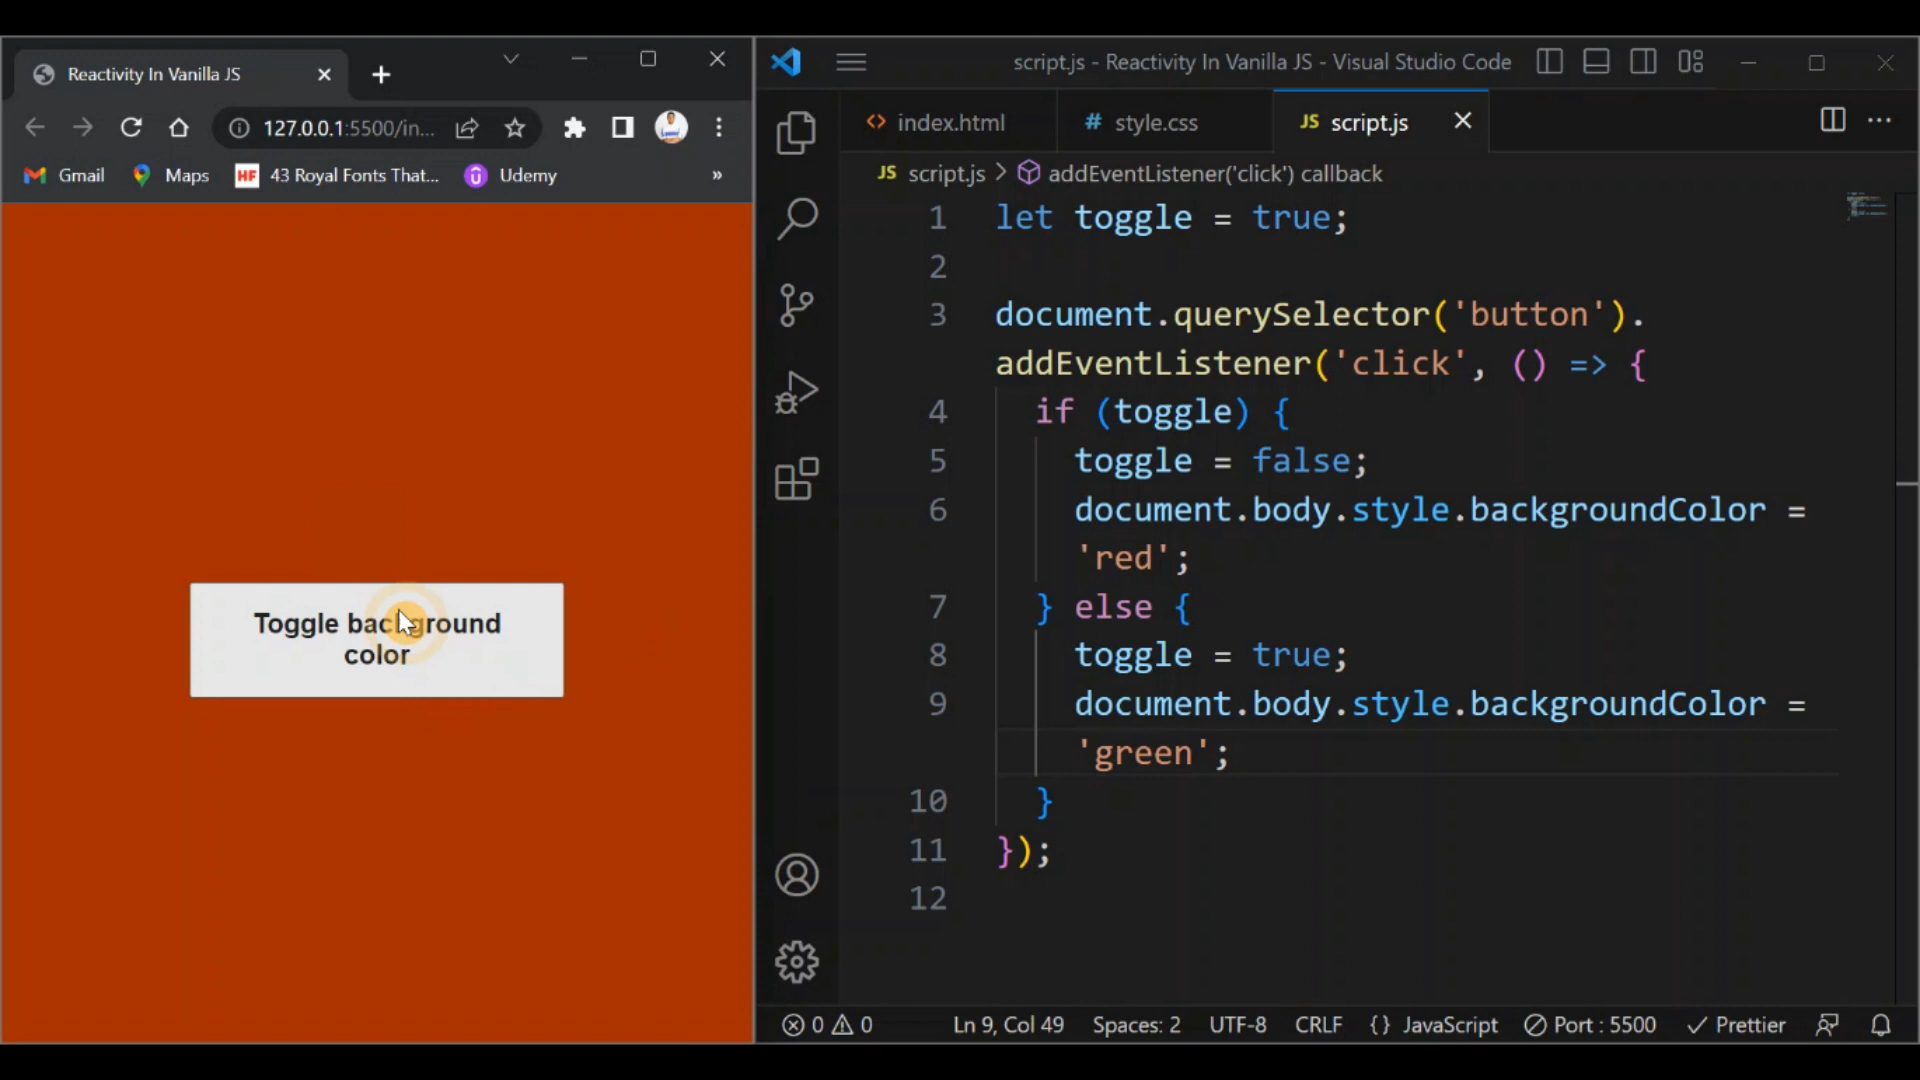 Reactivity In Vanilla JS
127.0.0.1:5500/in...
Gmail
Maps
HF 43 Royal Fonts That...
Udemy
»
Toggle background
color
script.js - Reactivity In Vanilla JS - Visual Studio Code
<> index.html
# style.css
JS script.js
JS script.js > addEventListener('click') callback
1 let toggle = true;
2
3 document.querySelector('button').
addEventListener('click', () => {
4 if (toggle) {
5 toggle = false;
6 document.body.style.backgroundColor =
'red';
7 } else {
8 toggle = true;
9 document.body.style.backgroundColor =
'green';
10 }
11 });
12
0 0 Ln 9, Col 49 Spaces: 2 UTF-8 CRLF {} JavaScript Port : 5500 Prettier